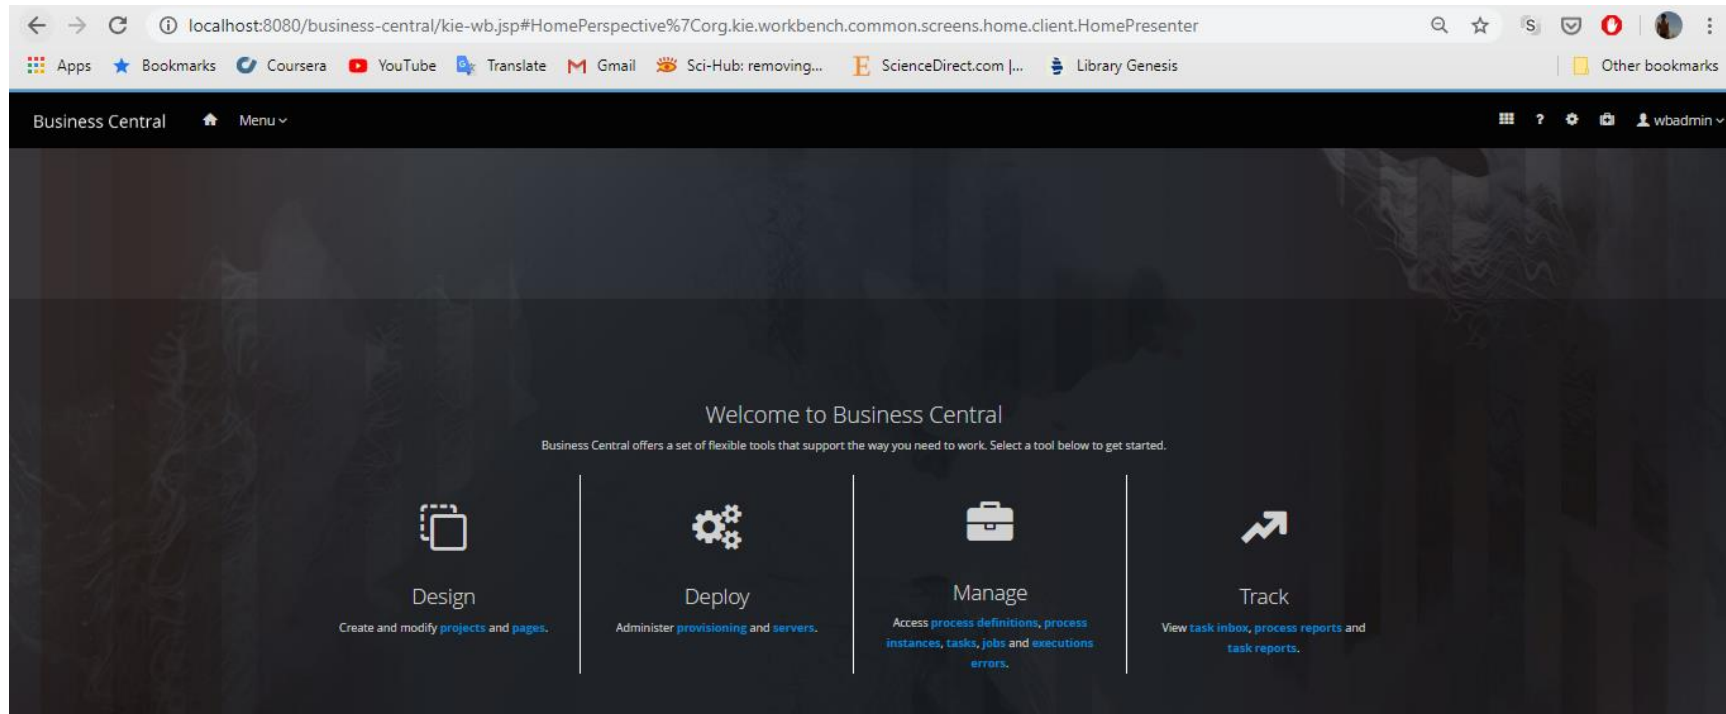 localhost:8080/business-central/kie-wb.jsp#HomePerspective%7Corg.kie.workbench.common.screens.home.client.HomePresenter
S
Apps Bookmarks Coursera YouTube Translate Gmail Sci-Hub: removing... E ScienceDirect.com |... Library Genesis Other bookmarks
Business Central Menu ? wbadmin
Welcome to Business Central
Business Central offers a set of flexible tools that support the way you need to work. Select a tool below to get started.
Design
Create and modify projects and pages.
Deploy
Administer provisioning and servers.
Manage
Access process definitions, process
instances, tasks, jobs and executions
errors.
Track
View task inbox, process reports and
task reports.